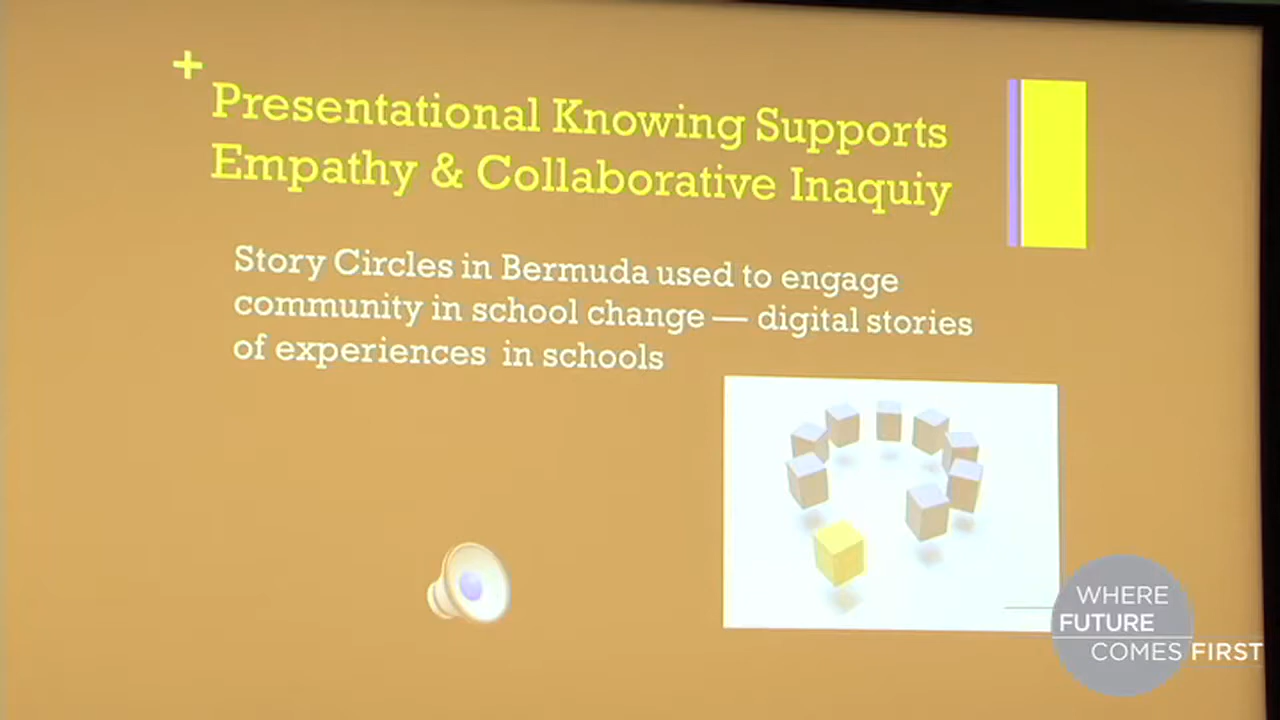 +
Presentational Knowing Supports
Empathy & Collaborative Inaquiy
Story Circles in Bermuda used to engage
community in school change — digital stories
of experiences in schools
WHERE
FUTURE
COMES FIRST